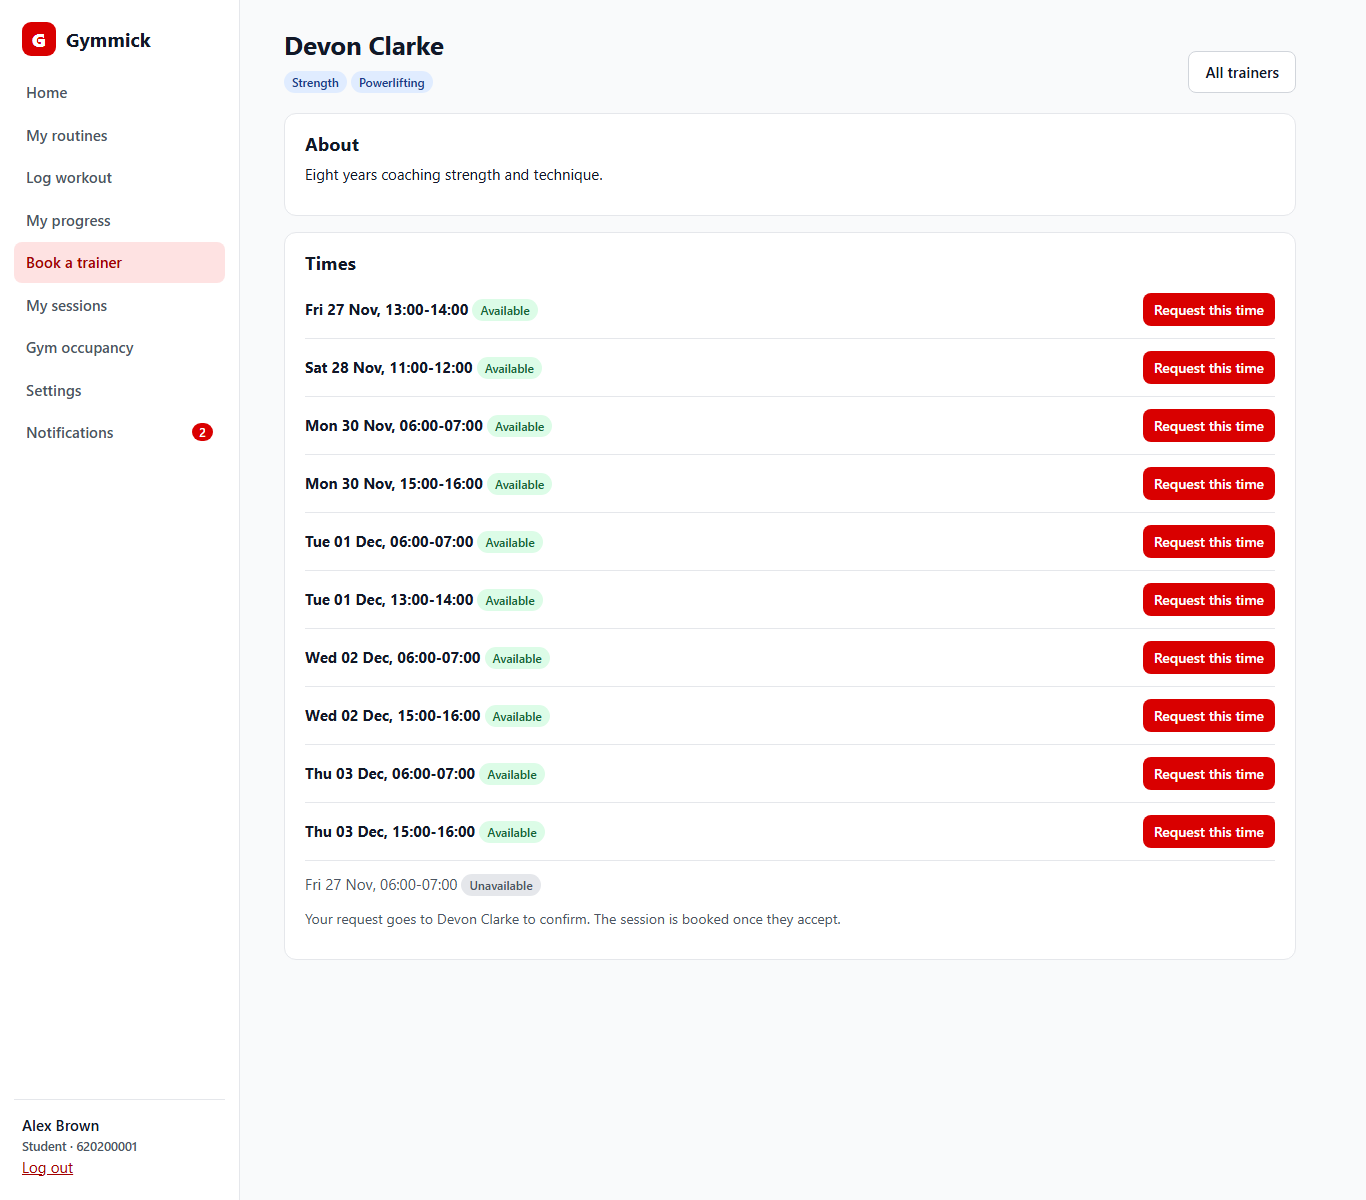 G Gymmick
Home
My routines
Log workout
My progress
Book a trainer
My sessions
Gym occupancy
Settings
Notifications 2
Alex Brown
Student · 620200001
Log out
Devon Clarke
Strength Powerlifting
All trainers
About
Eight years coaching strength and technique.
Times
Fri 27 Nov, 13:00-14:00 Available Request this time
Sat 28 Nov, 11:00-12:00 Available Request this time
Mon 30 Nov, 06:00-07:00 Available Request this time
Mon 30 Nov, 15:00-16:00 Available Request this time
Tue 01 Dec, 06:00-07:00 Available Request this time
Tue 01 Dec, 13:00-14:00 Available Request this time
Wed 02 Dec, 06:00-07:00 Available Request this time
Wed 02 Dec, 15:00-16:00 Available Request this time
Thu 03 Dec, 06:00-07:00 Available Request this time
Thu 03 Dec, 15:00-16:00 Available Request this time
Fri 27 Nov, 06:00-07:00 Unavailable
Your request goes to Devon Clarke to confirm. The session is booked once they accept.